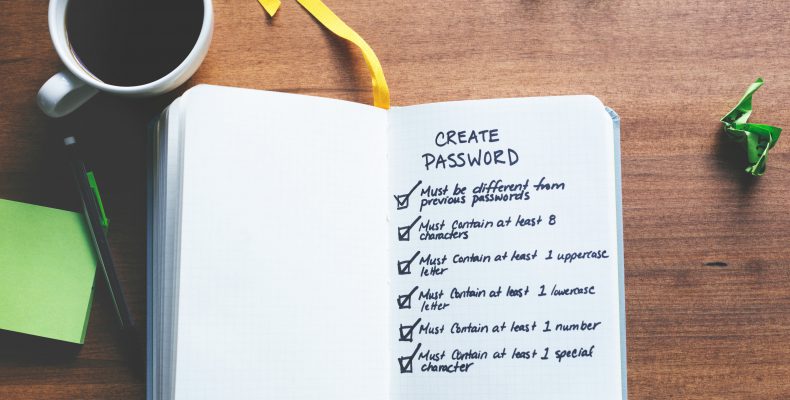 CREATE
PASSWORD
Must be different from
previous passwords
Must Contain at least 8
characters
Must Contain at least 1 uppercase
letter
Must Contain at least 1 lowercase
letter
Must Contain at least 1 number
Must Contain at least 1 special
character